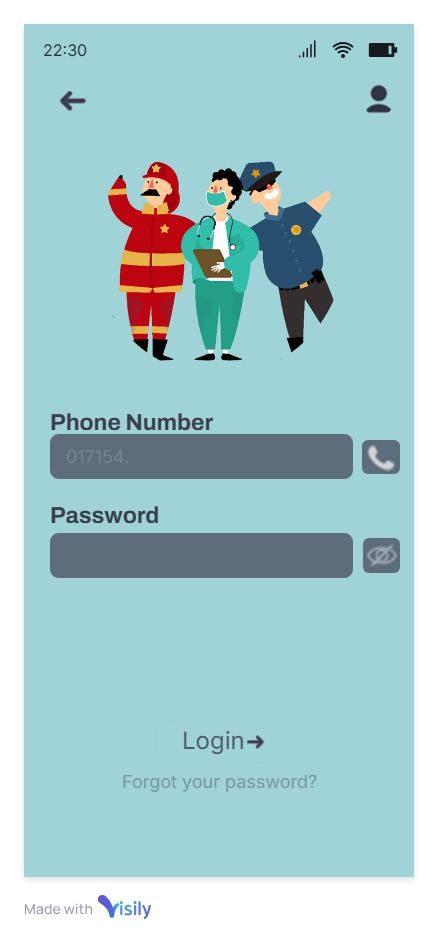 22:30
Phone Number
017154.
Password
Login
Forgot your password?
Made with Visily